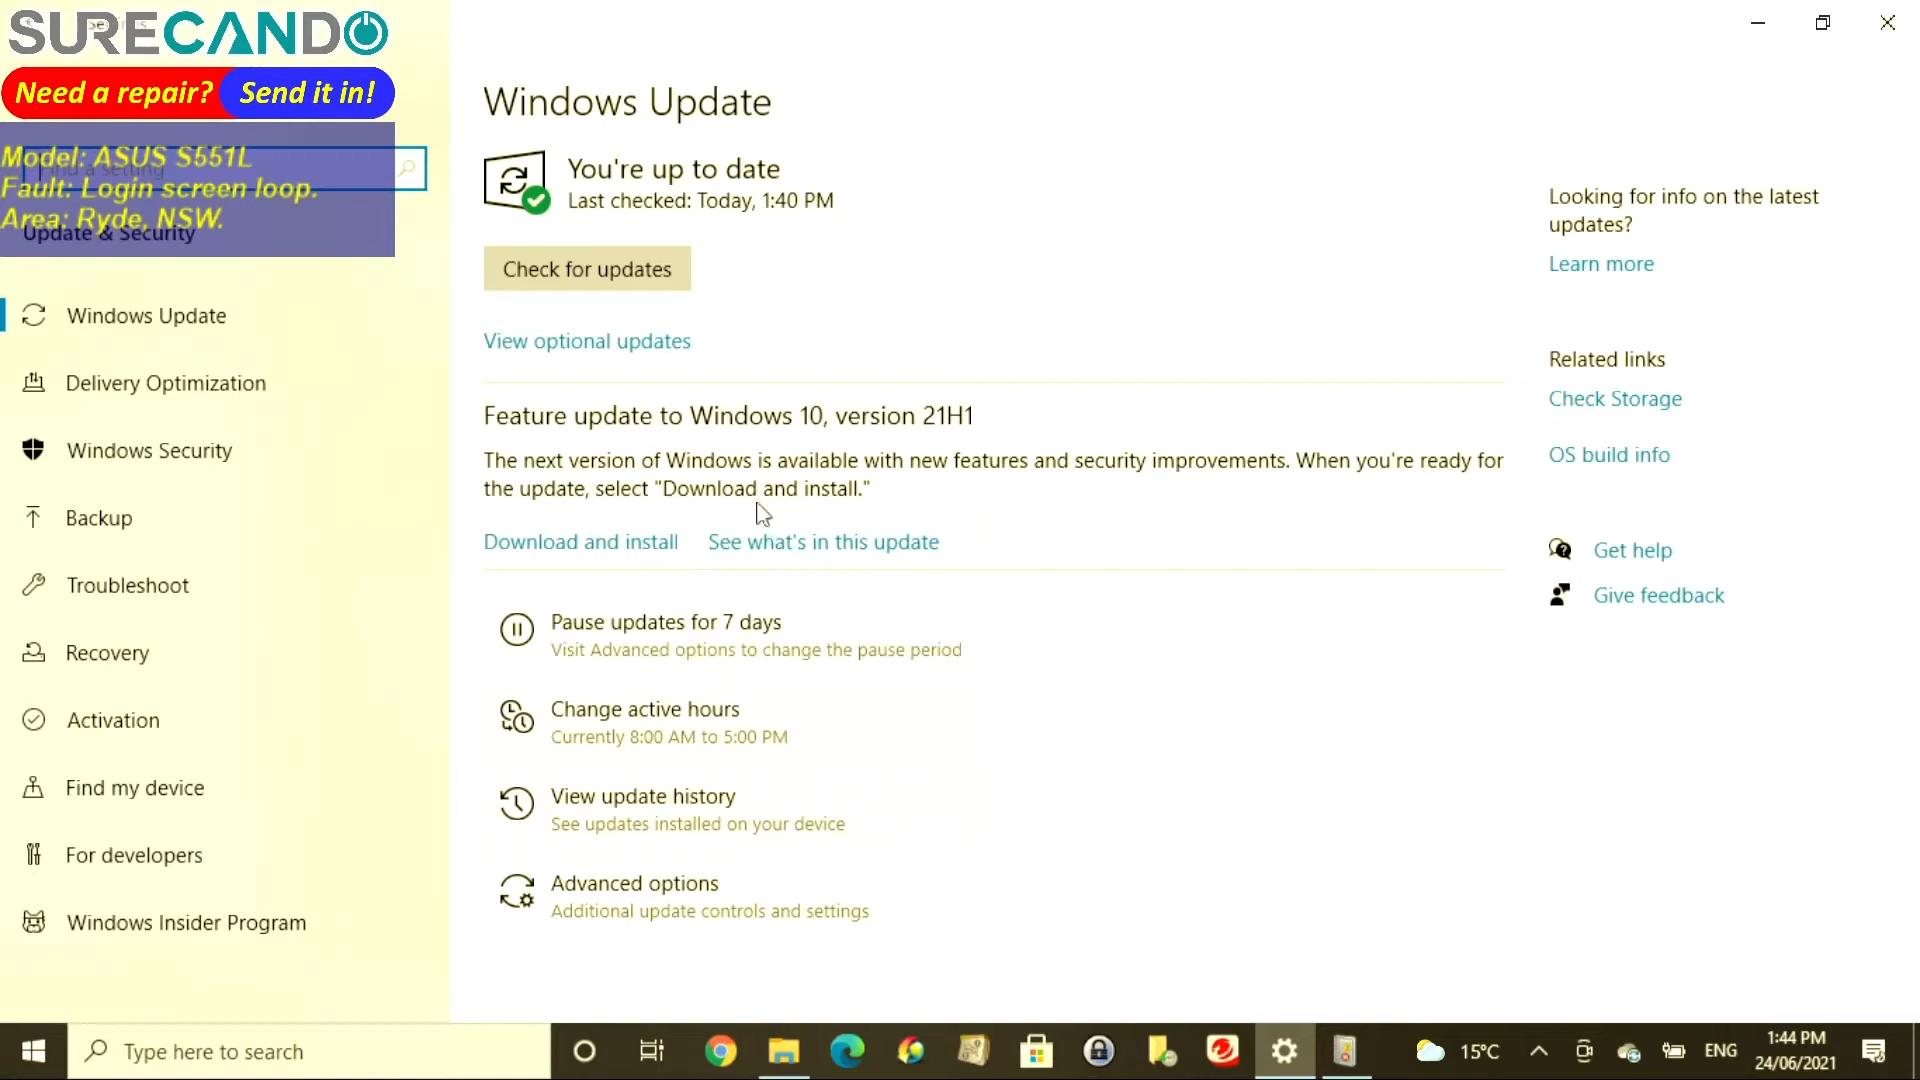 SURECANDO
Need a repair? Send it in!
Model: ASUS S551L
Find a setting
Fault: Login screen loop.
Area: Ryde, NSW.
Update & Security
Windows Update
Delivery Optimization
Windows Security
Backup
Troubleshoot
Recovery
Activation
Find my device
For developers
Windows Insider Program
Windows Update
You're up to date
Last checked: Today, 1:40 PM
Check for updates
View optional updates
Feature update to Windows 10, version 21H1
The next version of Windows is available with new features and security improvements. When you're ready for
the update, select "Download and install."
Download and install See what's in this update
Pause updates for 7 days
Visit Advanced options to change the pause period
Change active hours
Currently 8:00 AM to 5:00 PM
View update history
See updates installed on your device
Advanced options
Additional update controls and settings
Looking for info on the latest
updates?
Learn more
Related links
Check Storage
OS build info
Get help
Give feedback
Type here to search
15°C
ENG
1:44 PM
24/06/2021